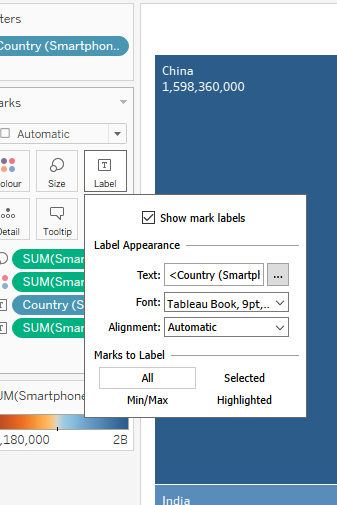 ters
Country (Smartphon..
arks
Automatic
olour
Size
Label
etail
Tooltip
SUM(Smar
SUM(Smar
Country (S
SUM(Smar
UM(Smartphone
,180,000
2B
China
1,598,360,000
Show mark labels
Label Appearance
Text:
<Country (Smartpl
...
Font:
Tableau Book, 9pt,..
Alignment:
Automatic
Marks to Label
All
Selected
Min/Max
Highlighted
India